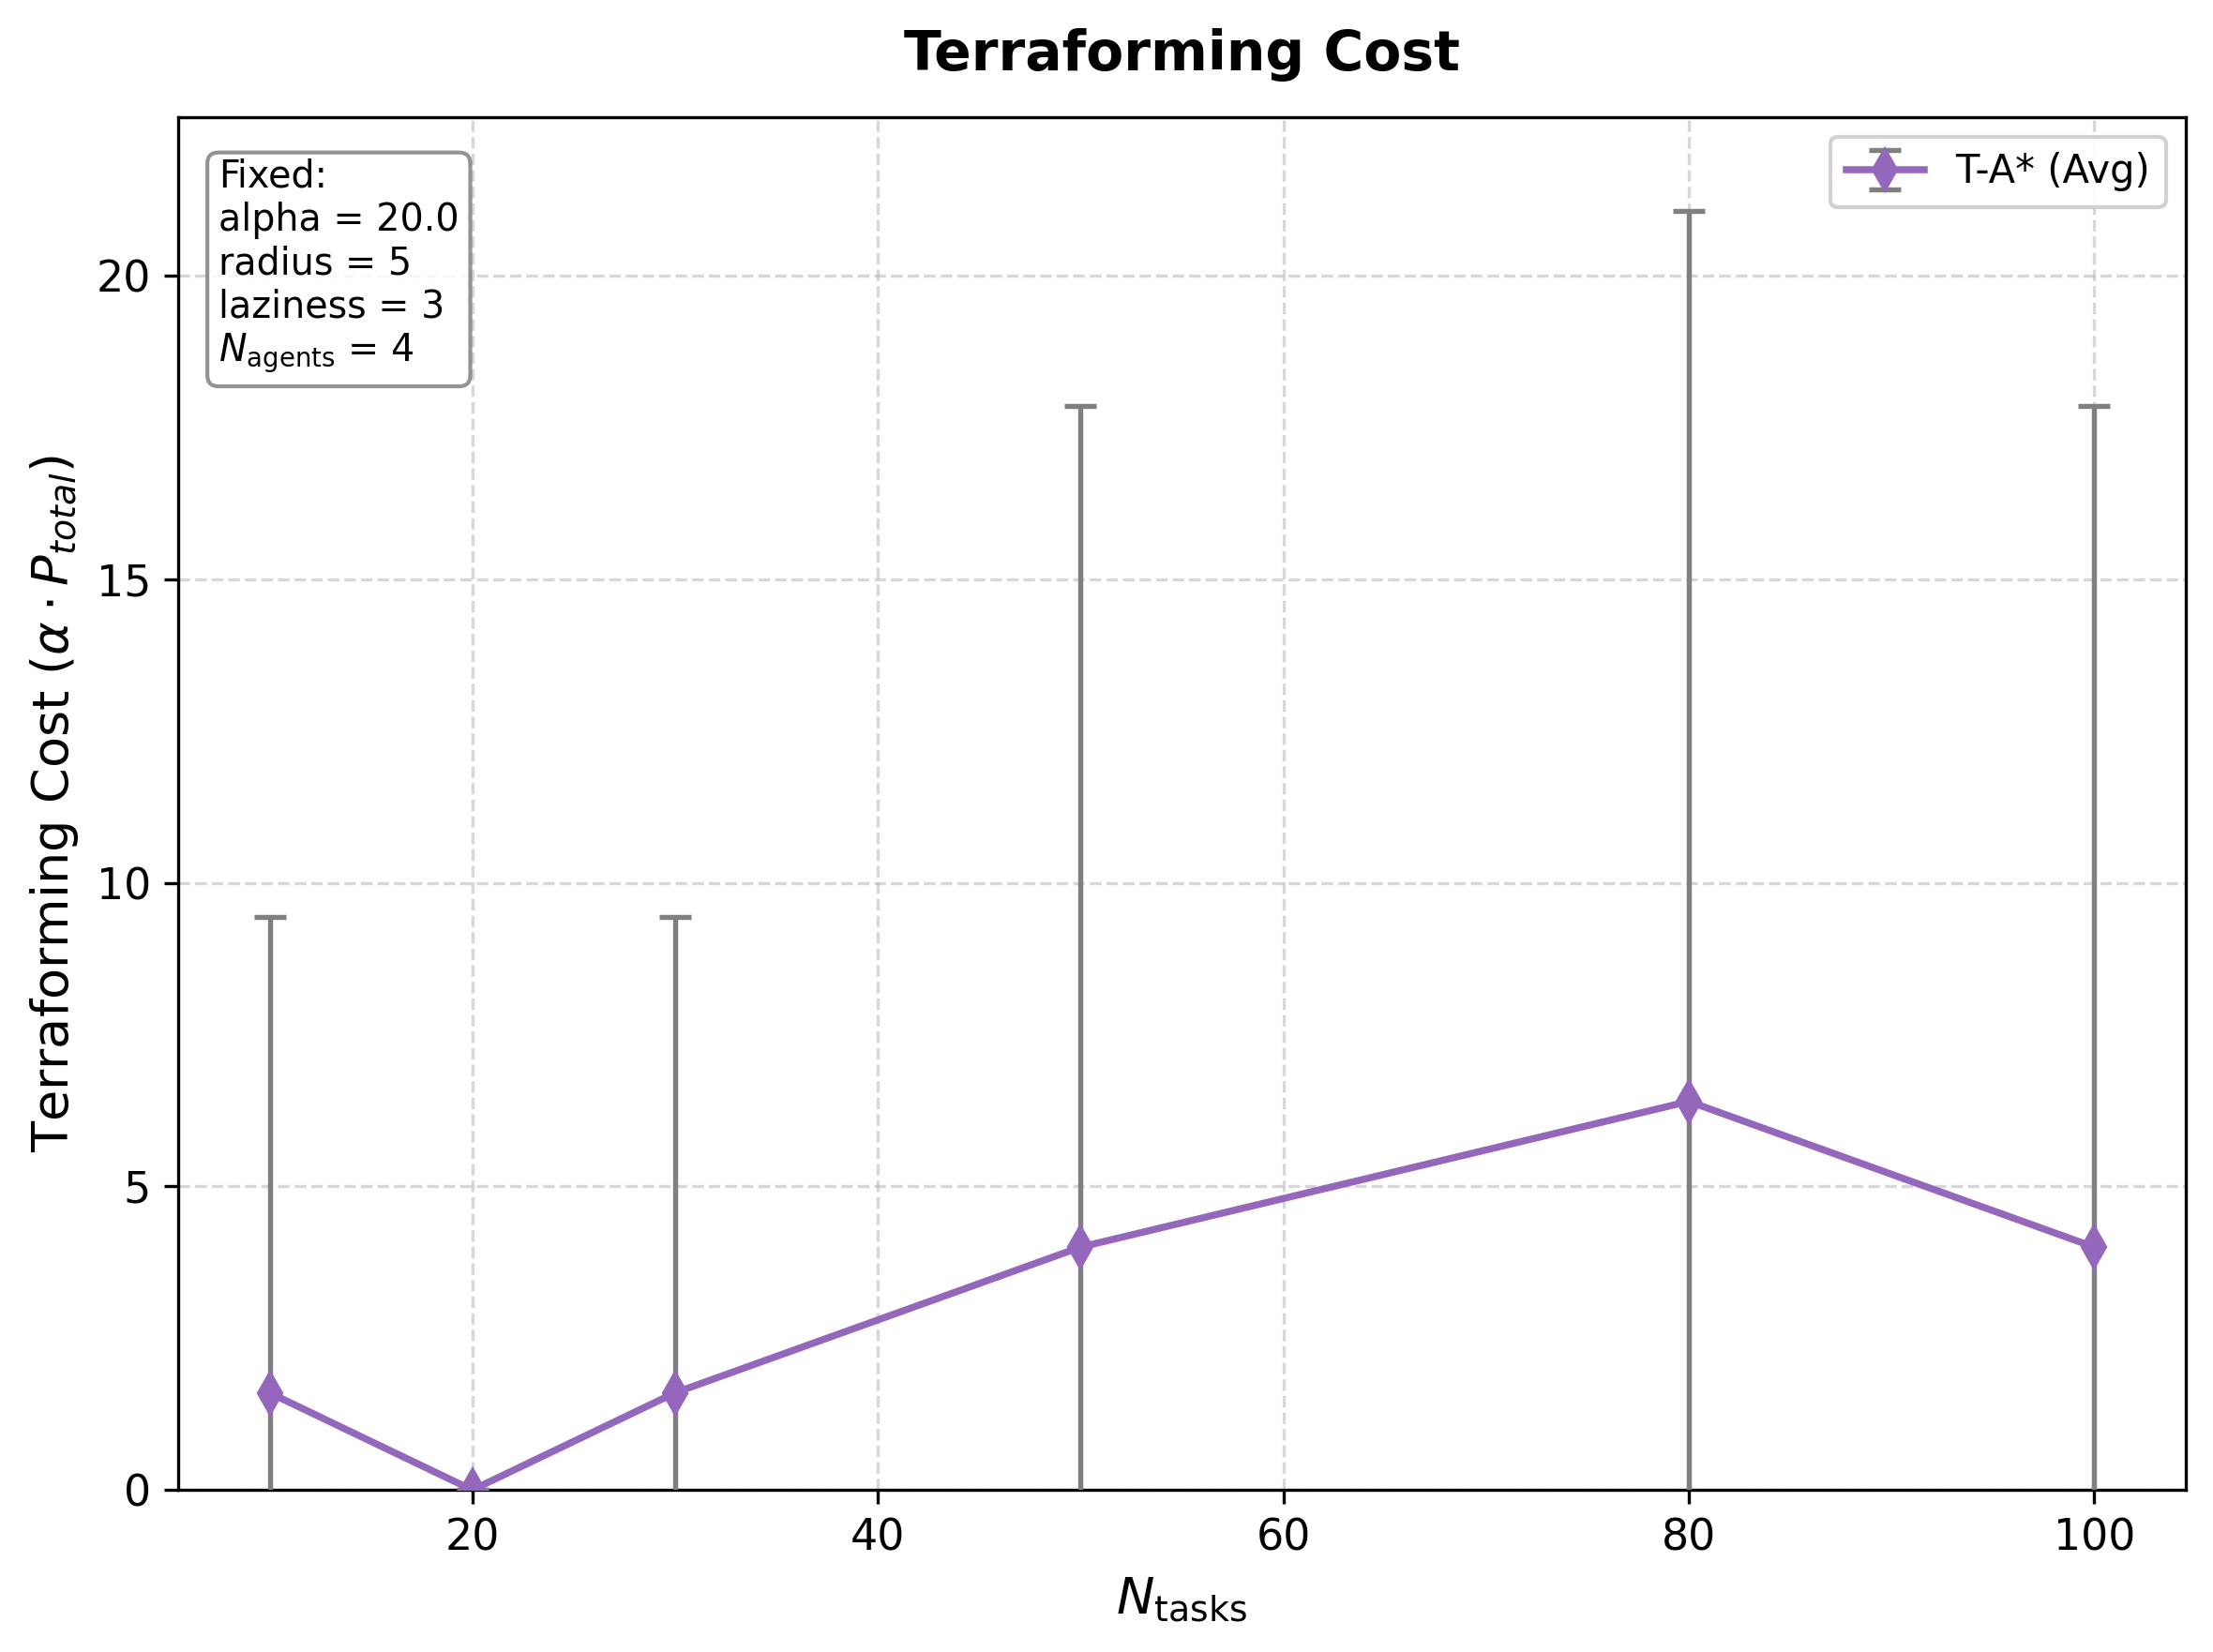 Terraforming Cost
Fixed:
alpha = 20.0
radius = 5
laziness = 3
N_agents = 4
T-A* (Avg)
Terraforming Cost (α · P_total)
20
15
10
5
0
20 40 60 80 100
N_tasks